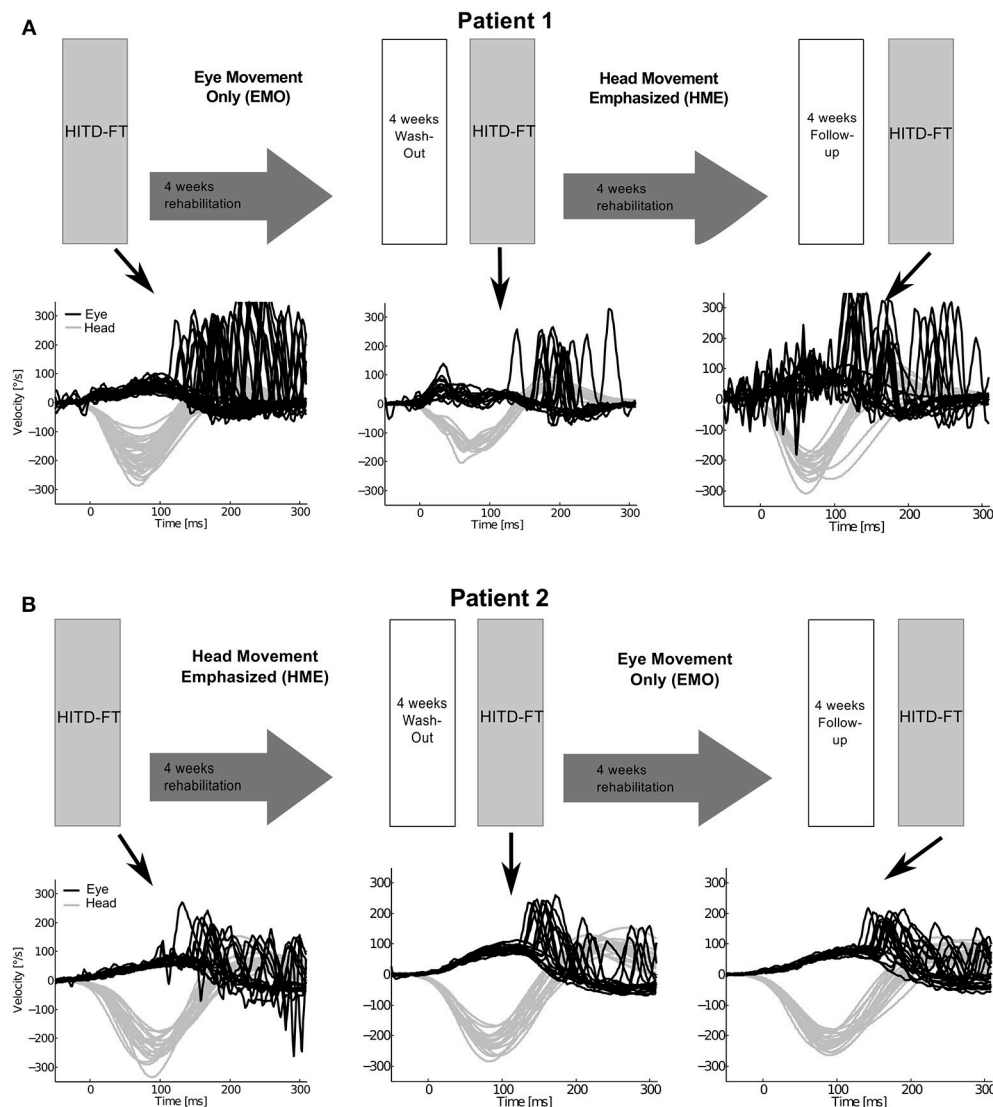 A
Patient 1
HITD-FT
Eye Movement
Only (EMO)
4 weeks
rehabilitation
4 weeks
Wash-
Out
HITD-FT
Head Movement
Emphasized (HME)
4 weeks
rehabilitation
4 weeks
Follow-
up
HITD-FT
Eye
Head
Velocity [°/s]
300
200
100
0
−100
−200
−300
0
100
200
300
Time [ms]
300
200
100
0
−100
−200
−300
0
100
200
300
Time [ms]
300
200
100
0
−100
−200
−300
0
100
200
300
Time [ms]
B
Patient 2
HITD-FT
Head Movement
Emphasized (HME)
4 weeks
rehabilitation
4 weeks
Wash-
Out
HITD-FT
Eye Movement
Only (EMO)
4 weeks
rehabilitation
4 weeks
Follow-
up
HITD-FT
Eye
Head
Velocity [°/s]
300
200
100
0
−100
−200
−300
0
100
200
300
Time [ms]
300
200
100
0
−100
−200
−300
0
100
200
300
Time [ms]
300
200
100
0
−100
−200
−300
0
100
200
300
Time [ms]